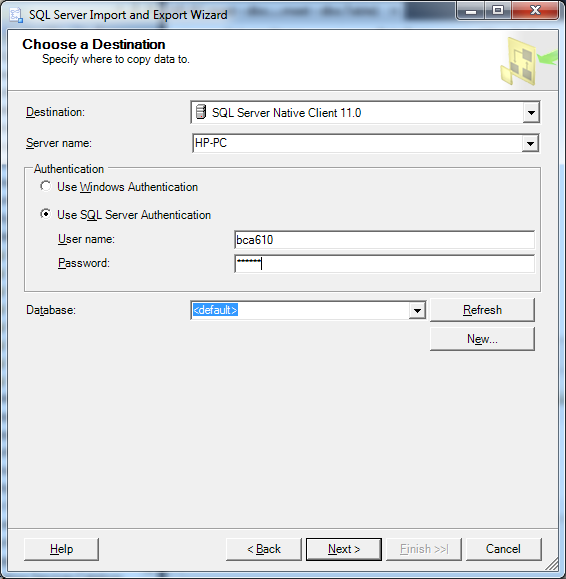 SQL Server Import and Export Wizard
Choose a Destination
Specify where to copy data to.
Destination: SQL Server Native Client 11.0
Server name: HP-PC
Authentication
Use Windows Authentication
Use SQL Server Authentication
User name: bca610
Password: ******
Database: <default> Refresh
New...
Help < Back Next > Finish >>| Cancel